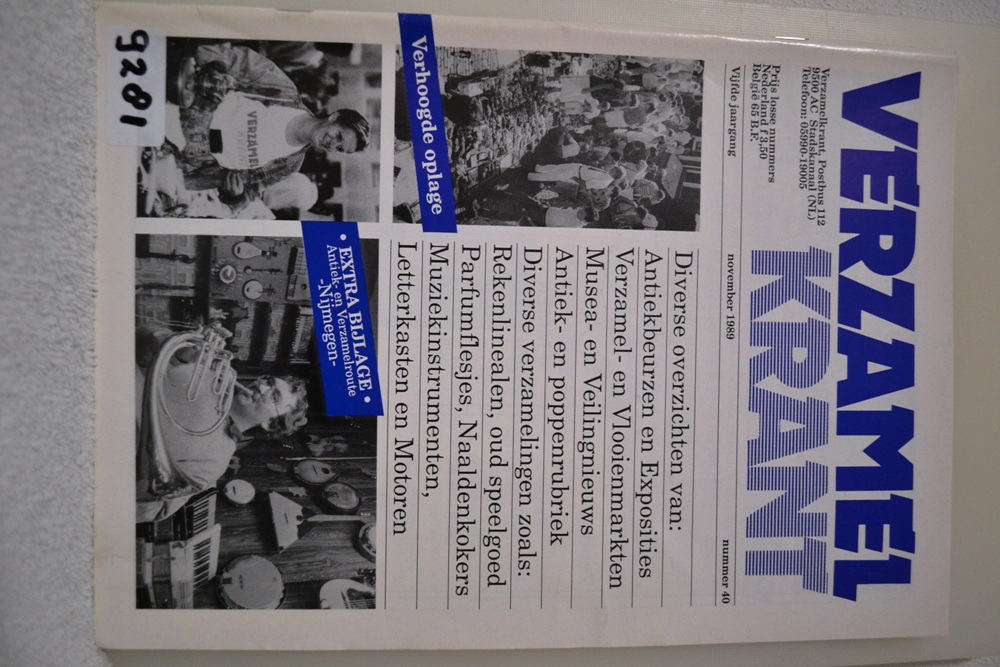 VERZAMEL
KRANT
Verzamelkrant, Postbus 112
9500 AC Stadskanaal (NL)
Telefoon: 05990-19005
Prijs losse nummers
Nederland f 3,50
België 65 B.F.
Vijfde jaargang
november 1989
nummer 40
Verhoogde oplage
Diverse overzichten van:
Antiekbeurzen en Exposities
Verzamel- en Vlooienmarkten
Musea- en Veilingnieuws
Antiek- en poppenrubriek
Diverse verzamelingen zoals:
Rekenlinealen, oud speelgoed
Parfumflesjes, Naaldenkokers
Muziekinstrumenten,
Letterkasten en Motoren
• EXTRA BIJLAGE •
Antiek- en Verzamelroute
-Nijmegen-
VERZAMEL
9281